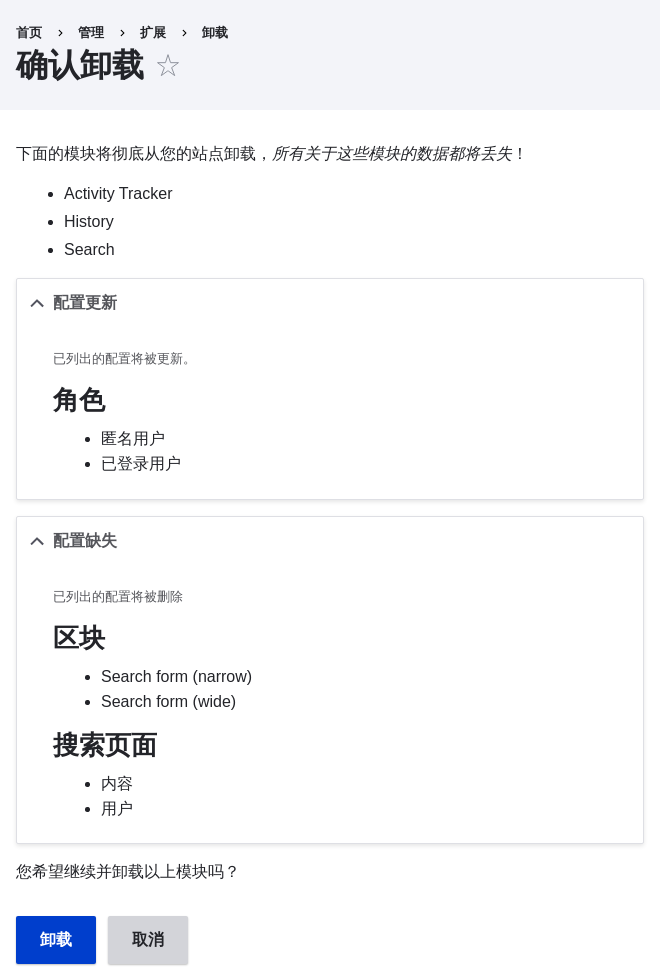 首页 › 管理 › 扩展 › 卸载
确认卸载
下面的模块将彻底从您的站点卸载，所有关于这些模块的数据都将丢失！
Activity Tracker
History
Search
配置更新
已列出的配置将被更新。
角色
匿名用户
已登录用户
配置缺失
已列出的配置将被删除
区块
Search form (narrow)
Search form (wide)
搜索页面
内容
用户
您希望继续并卸载以上模块吗？
卸载 取消